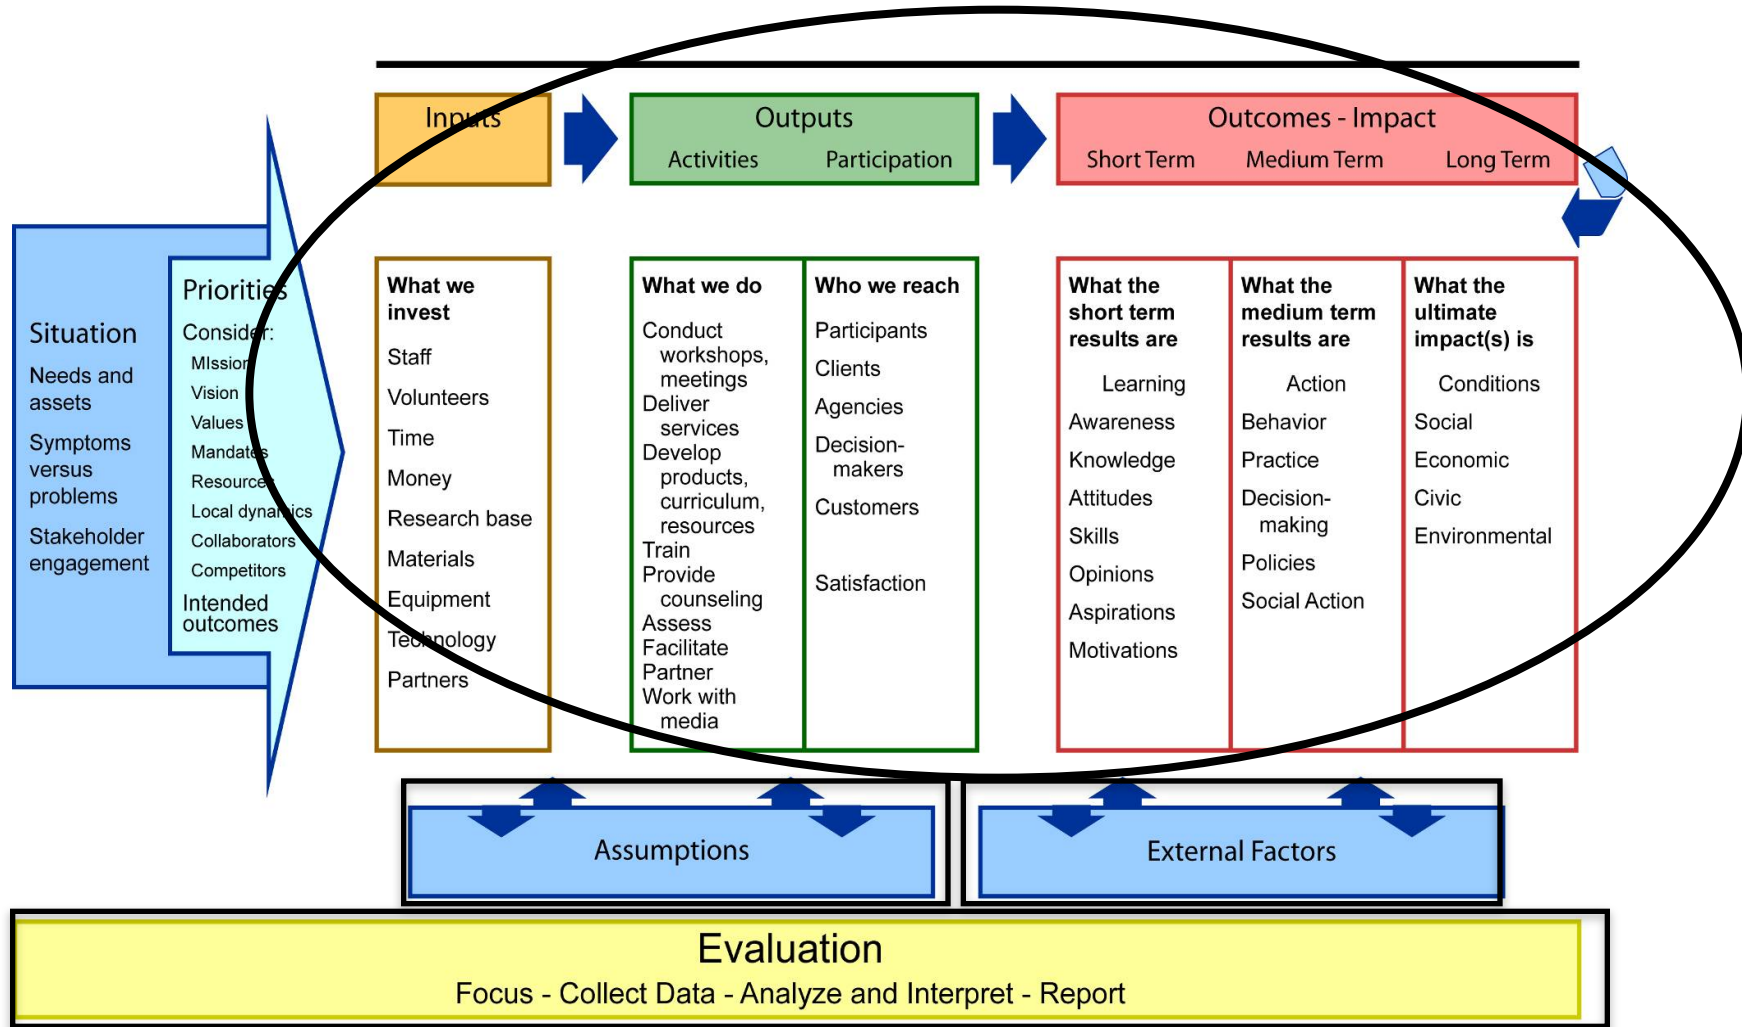 Inputs
Outputs
Activities
Participation
Outcomes - Impact
Short Term
Medium Term
Long Term
Situation
Needs and
assets
Symptoms
versus
problems
Stakeholder
engagement
Priorities
Consider:
MIssion
Vision
Values
Mandates
Resources
Local dynamics
Collaborators
Competitors
Intended
outcomes
What we
invest
Staff
Volunteers
Time
Money
Research base
Materials
Equipment
Technology
Partners
What we do
Conduct
workshops,
meetings
Deliver
services
Develop
products,
curriculum,
resources
Train
Provide
counseling
Assess
Facilitate
Partner
Work with
media
Who we reach
Participants
Clients
Agencies
Decision-
makers
Customers
Satisfaction
What the
short term
results are
Learning
Awareness
Knowledge
Attitudes
Skills
Opinions
Aspirations
Motivations
What the
medium term
results are
Action
Behavior
Practice
Decision-
making
Policies
Social Action
What the
ultimate
impact(s) is
Conditions
Social
Economic
Civic
Environmental
Assumptions
External Factors
Evaluation
Focus - Collect Data - Analyze and Interpret - Report